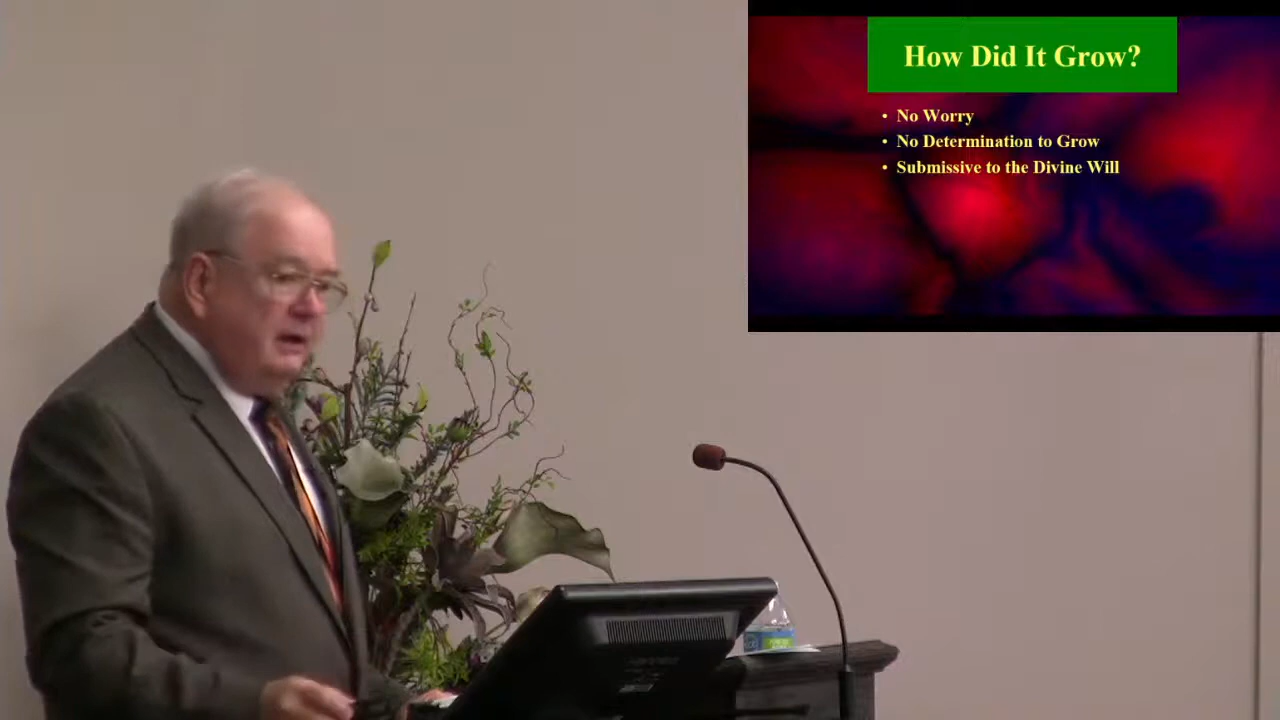 How Did It Grow?
• No Worry
• No Determination to Grow
• Submissive to the Divine Will